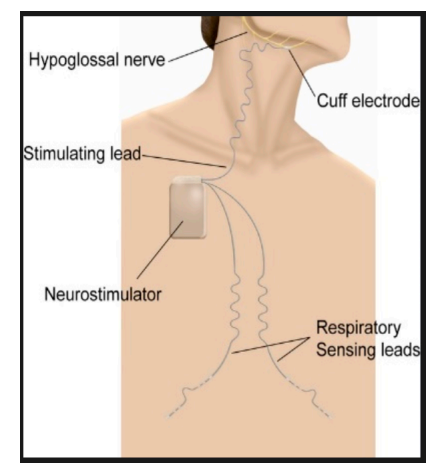 Hypoglossal nerve
Cuff electrode
Stimulating lead
Neurostimulator
Respiratory
Sensing leads